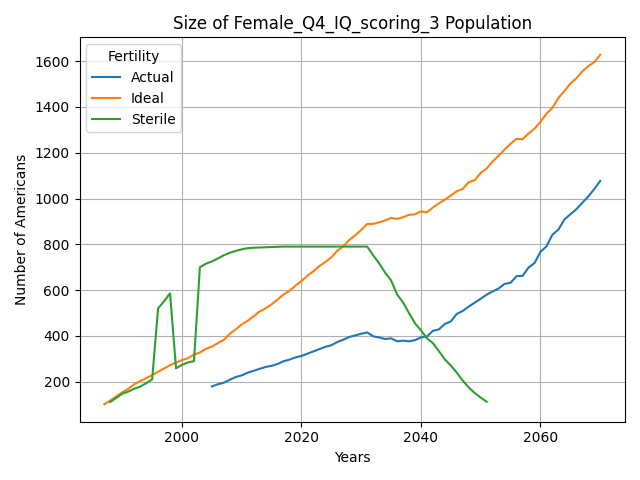 Size of Female_Q4_IQ_scoring_3 Population
Fertility
Actual
Ideal
Sterile
Number of Americans
1600
1400
1200
1000
800
600
400
200
2000
2020
2040
2060
Years